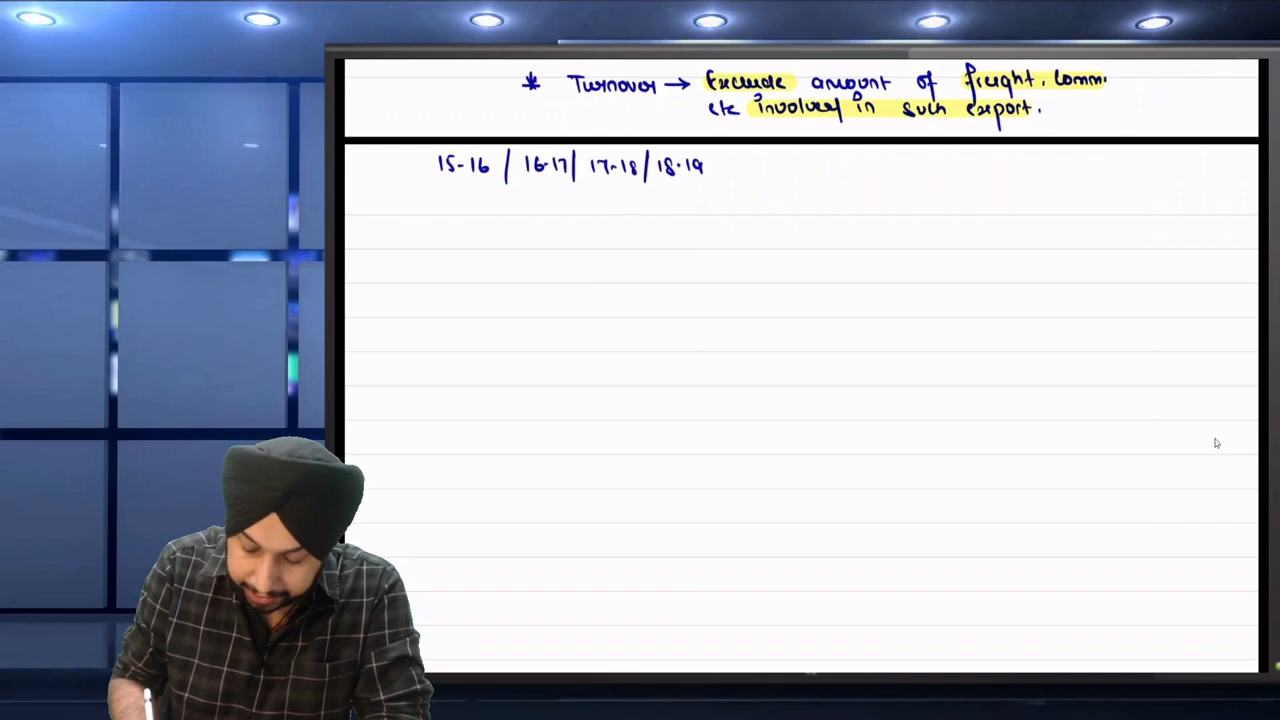 * Turnover → Exclude amount of freight, Comm.
etc involved in such export.
15-16 / 16-17 / 17-18 / 18-19